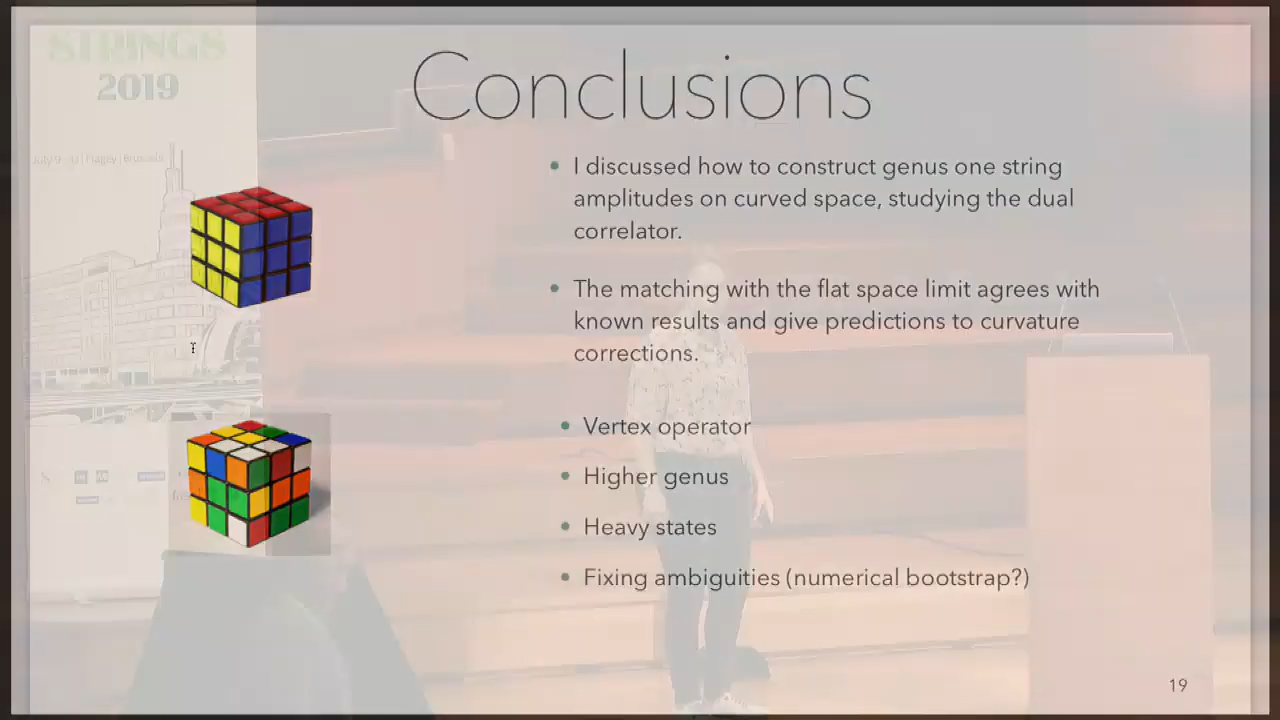 STRINGS
2019
Conclusions
• I discussed how to construct genus one string
amplitudes on curved space, studying the dual
correlator.
• The matching with the flat space limit agrees with
known results and give predictions to curvature
corrections.
• Vertex operator
• Higher genus
• Heavy states
• Fixing ambiguities (numerical bootstrap?)
19